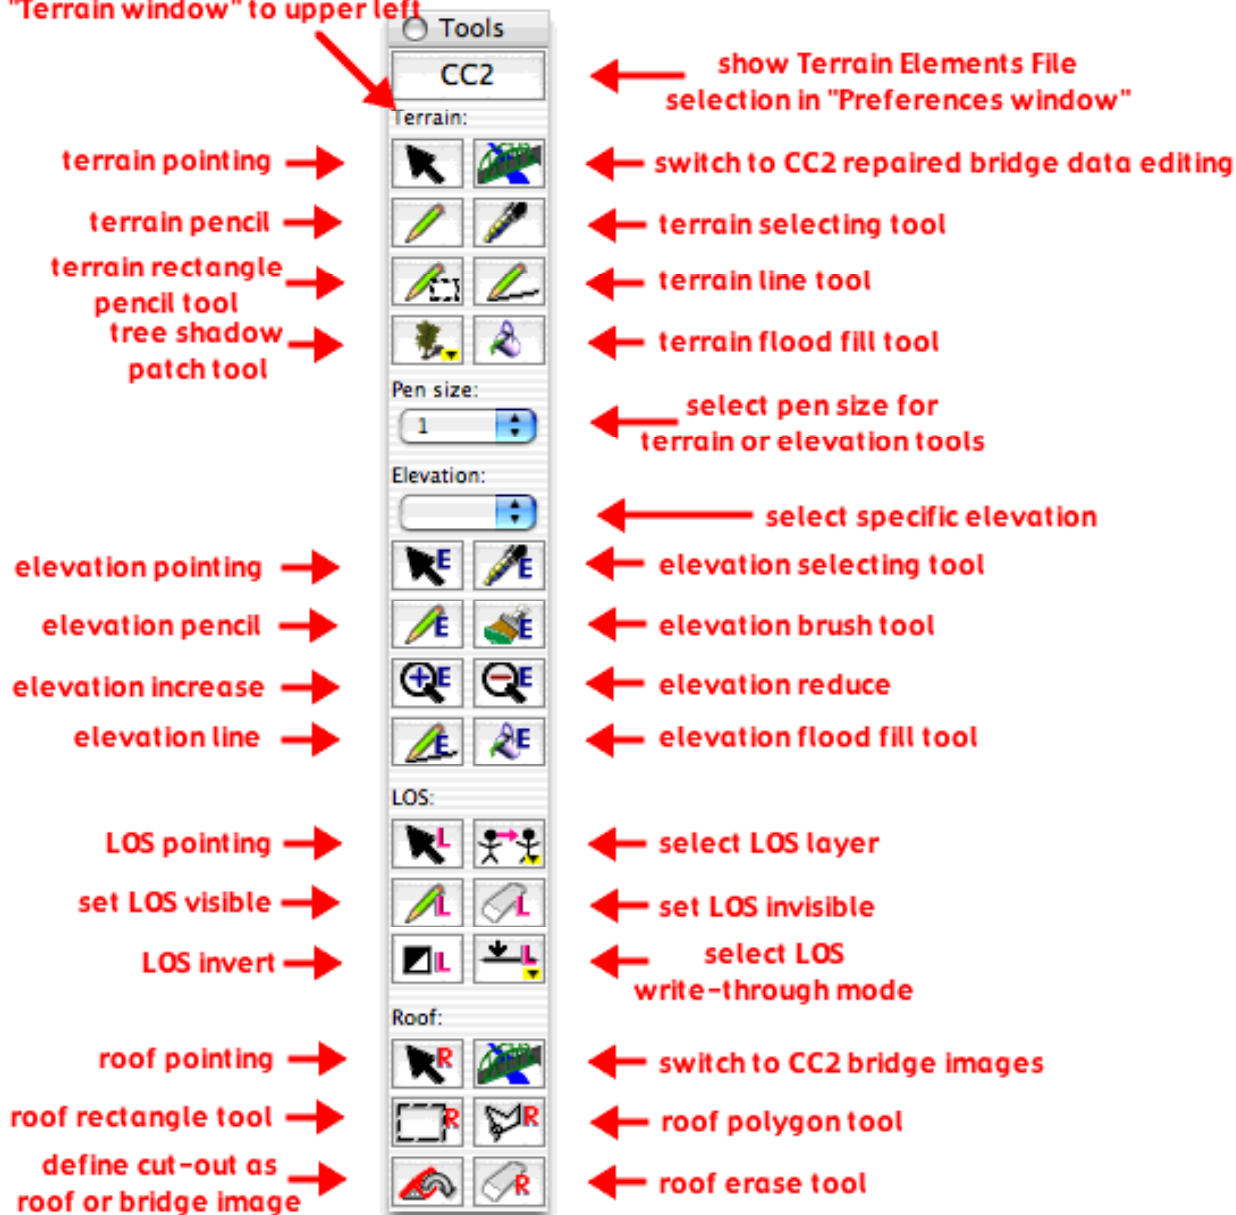 "Terrain window" to upper left
Tools
CC2
show Terrain Elements File
selection in "Preferences window"
Terrain:
terrain pointing
switch to CC2 repaired bridge data editing
terrain pencil
terrain selecting tool
terrain rectangle
pencil tool
terrain line tool
tree shadow
patch tool
terrain flood fill tool
Pen size:
1
select pen size for
terrain or elevation tools
Elevation:
select specific elevation
elevation pointing
E
E
elevation selecting tool
elevation pencil
E
E
elevation brush tool
elevation increase
E
E
elevation reduce
elevation line
E
E
elevation flood fill tool
LOS:
LOS pointing
L
select LOS layer
set LOS visible
L
L
set LOS invisible
LOS invert
L
L
select LOS
write-through mode
Roof:
roof pointing
R
switch to CC2 bridge images
roof rectangle tool
R
R
roof polygon tool
define cut-out as
roof or bridge image
R
roof erase tool